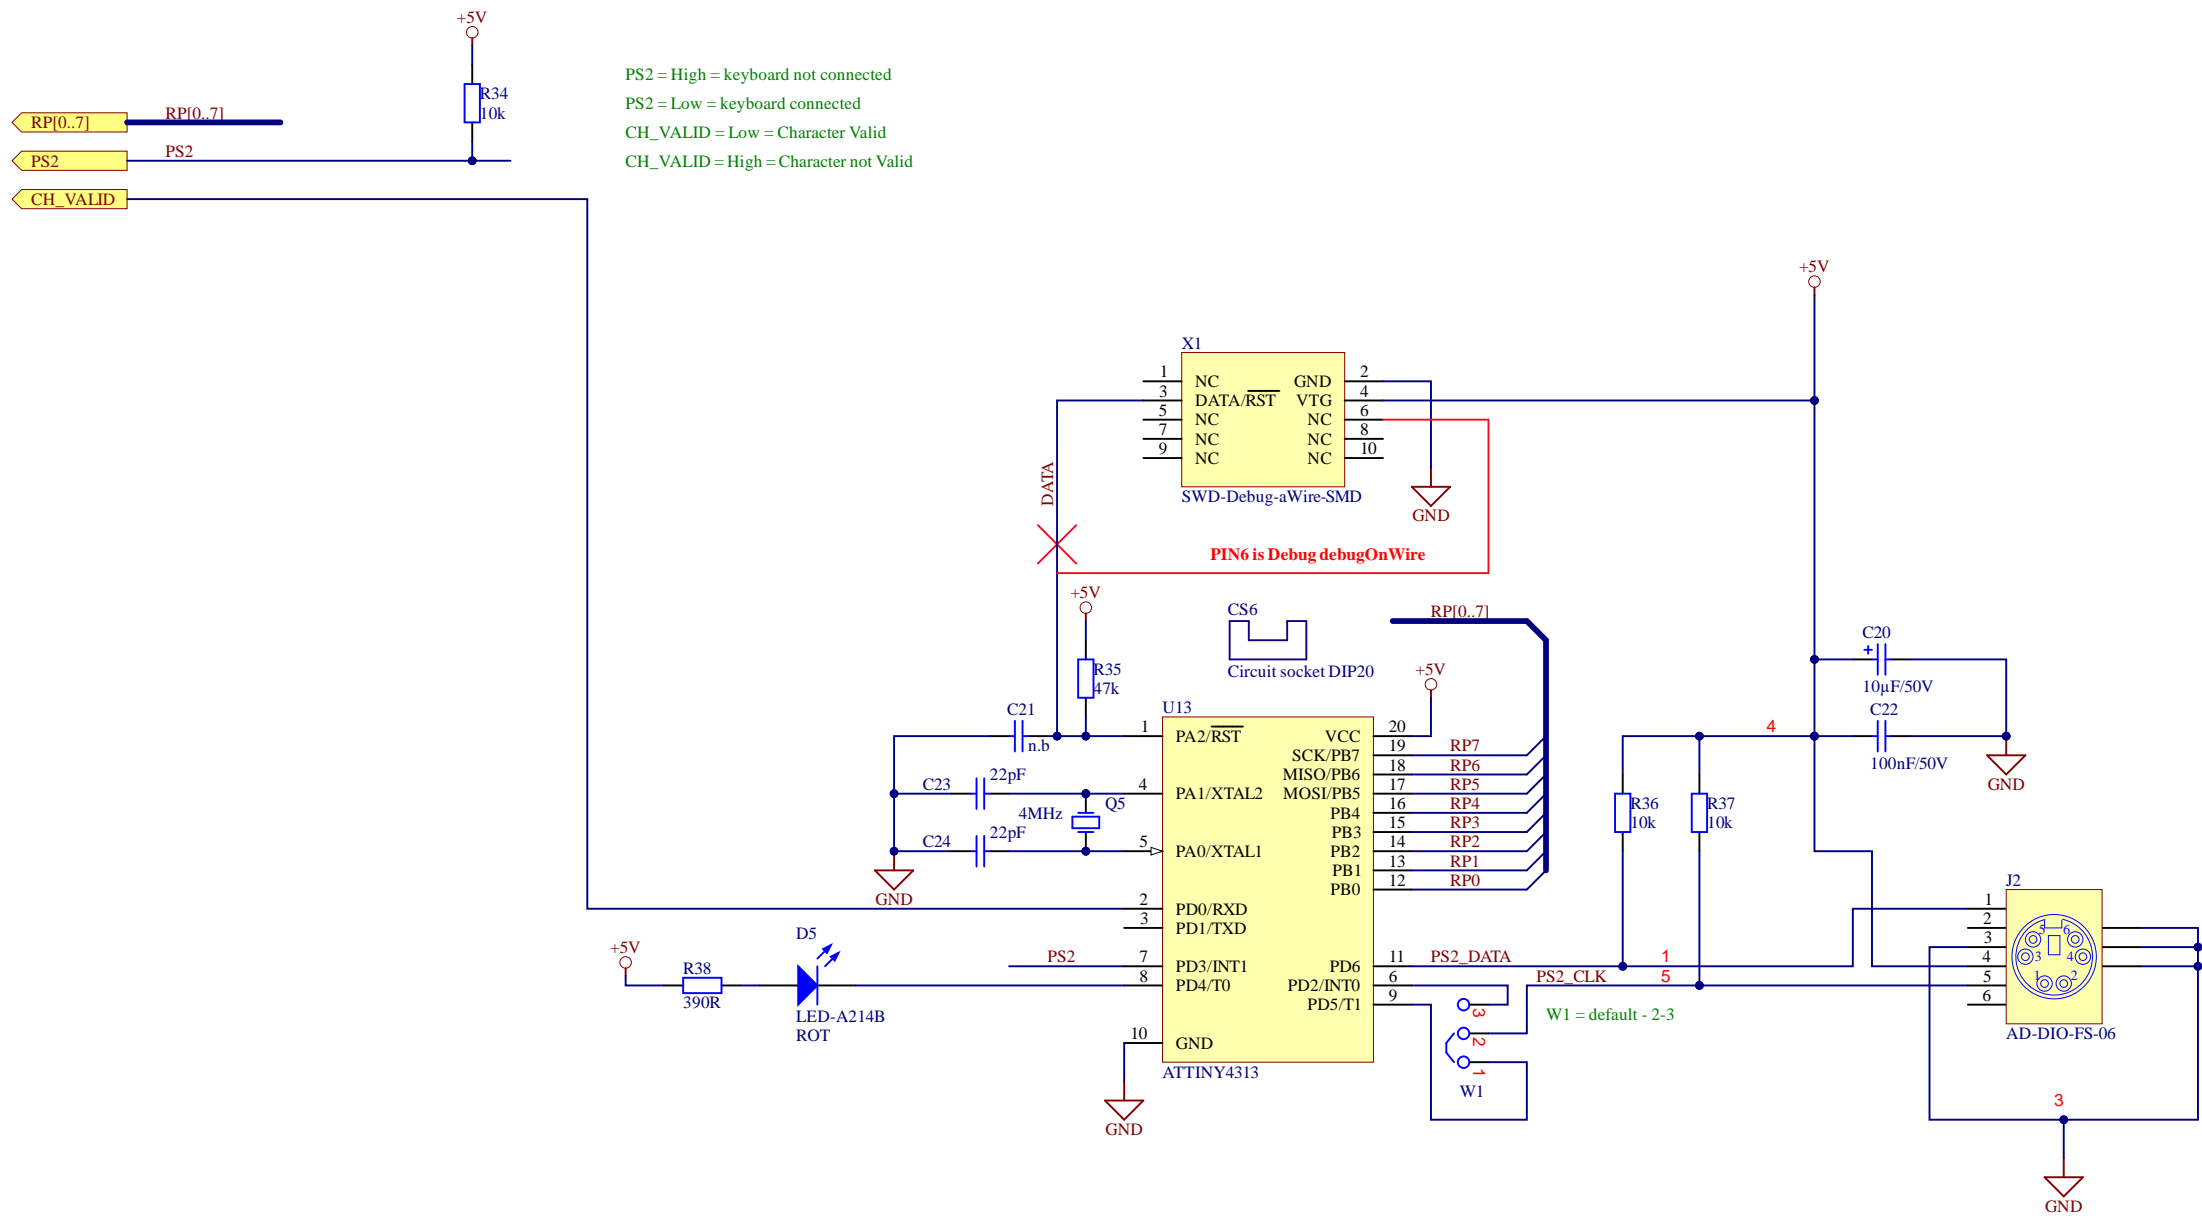 +5V
R34
10k
RP[0..7]
RP[0..7]
PS2
PS2
CH_VALID
PS2 = High = keyboard not connected
PS2 = Low = keyboard connected
CH_VALID = Low = Character Valid
CH_VALID = High = Character not Valid
+5V
X1
1 NC GND 2
3 DATA/RST VTG 4
5 NC NC 6
7 NC NC 8
9 NC NC 10
SWD-Debug-aWire-SMD
GND
DATA
PIN6 is Debug debugOnWire
+5V
R35
47k
CS6
Circuit socket DIP20
RP[0..7]
+5V
C21
n.b
C23
22pF
4MHz
Q5
C24
22pF
GND
U13
1 PA2/RST VCC 20
SCK/PB7 19 RP7
MISO/PB6 18 RP6
4 PA1/XTAL2 MOSI/PB5 17 RP5
PB4 16 RP4
PB3 15 RP3
5 PA0/XTAL1 PB2 14 RP2
PB1 13 RP1
PB0 12 RP0
2 PD0/RXD
3 PD1/TXD
PS2 7 PD3/INT1 PD6 11 PS2_DATA 1
8 PD4/T0 PD2/INT0 6 PS2_CLK 5
PD5/T1 9
10 GND
ATTINY4313
GND
+5V
R38
390R
D5
LED-A214B
ROT
3
2
1
W1
W1 = default - 2-3
C20
+
10µF/50V
C22
100nF/50V
GND
4
R36
10k
R37
10k
J2
1
2
3
4
5
6
5 6
3 4
1 2
AD-DIO-FS-06
3
GND